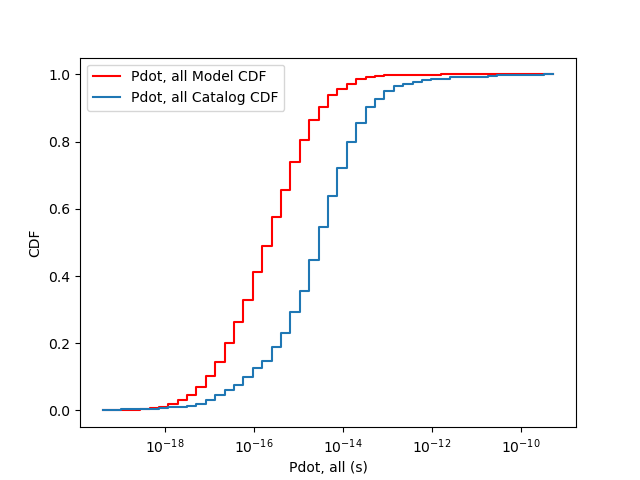 Pdot, all Model CDF
Pdot, all Catalog CDF
1.0
0.8
0.6
0.4
0.2
0.0
CDF
10⁻¹⁸
10⁻¹⁶
10⁻¹⁴
10⁻¹²
10⁻¹⁰
Pdot, all (s)